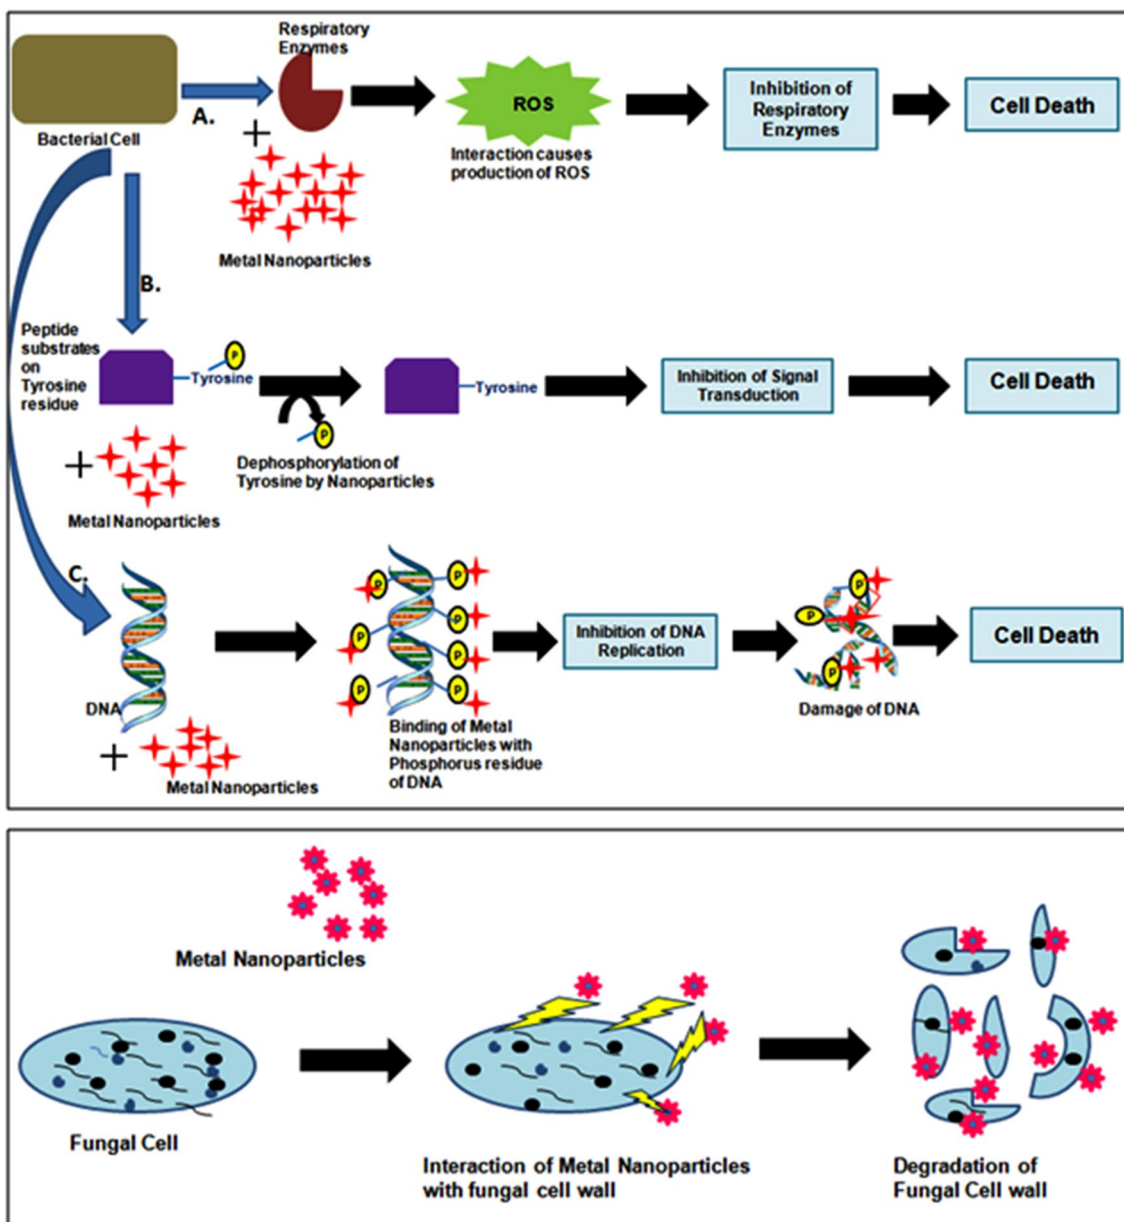 Respiratory
Enzymes
A.
Bacterial Cell
+
Metal Nanoparticles
ROS
Interaction causes
production of ROS
Inhibition of
Respiratory
Enzymes
Cell Death
B.
Peptide
substrates
on
Tyrosine
residue
P
Tyrosine
+
Metal Nanoparticles
P
Dephosphorylation of
Tyrosine by Nanoparticles
Tyrosine
Inhibition of Signal
Transduction
Cell Death
C.
DNA
+
Metal Nanoparticles
P
P
P
P
P
P
P
Binding of Metal
Nanoparticles with
Phosphorus residue
of DNA
Inhibition of DNA
Replication
P
P
P
Damage of DNA
Cell Death
Metal Nanoparticles
Fungal Cell
Interaction of Metal Nanoparticles
with fungal cell wall
Degradation of
Fungal Cell wall